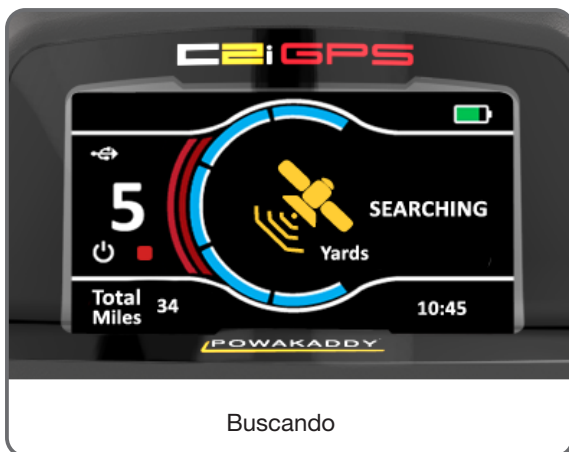 C2i GPS
5
SEARCHING
Yards
Total
Miles 34
10:45
POWAKADDY
Buscando